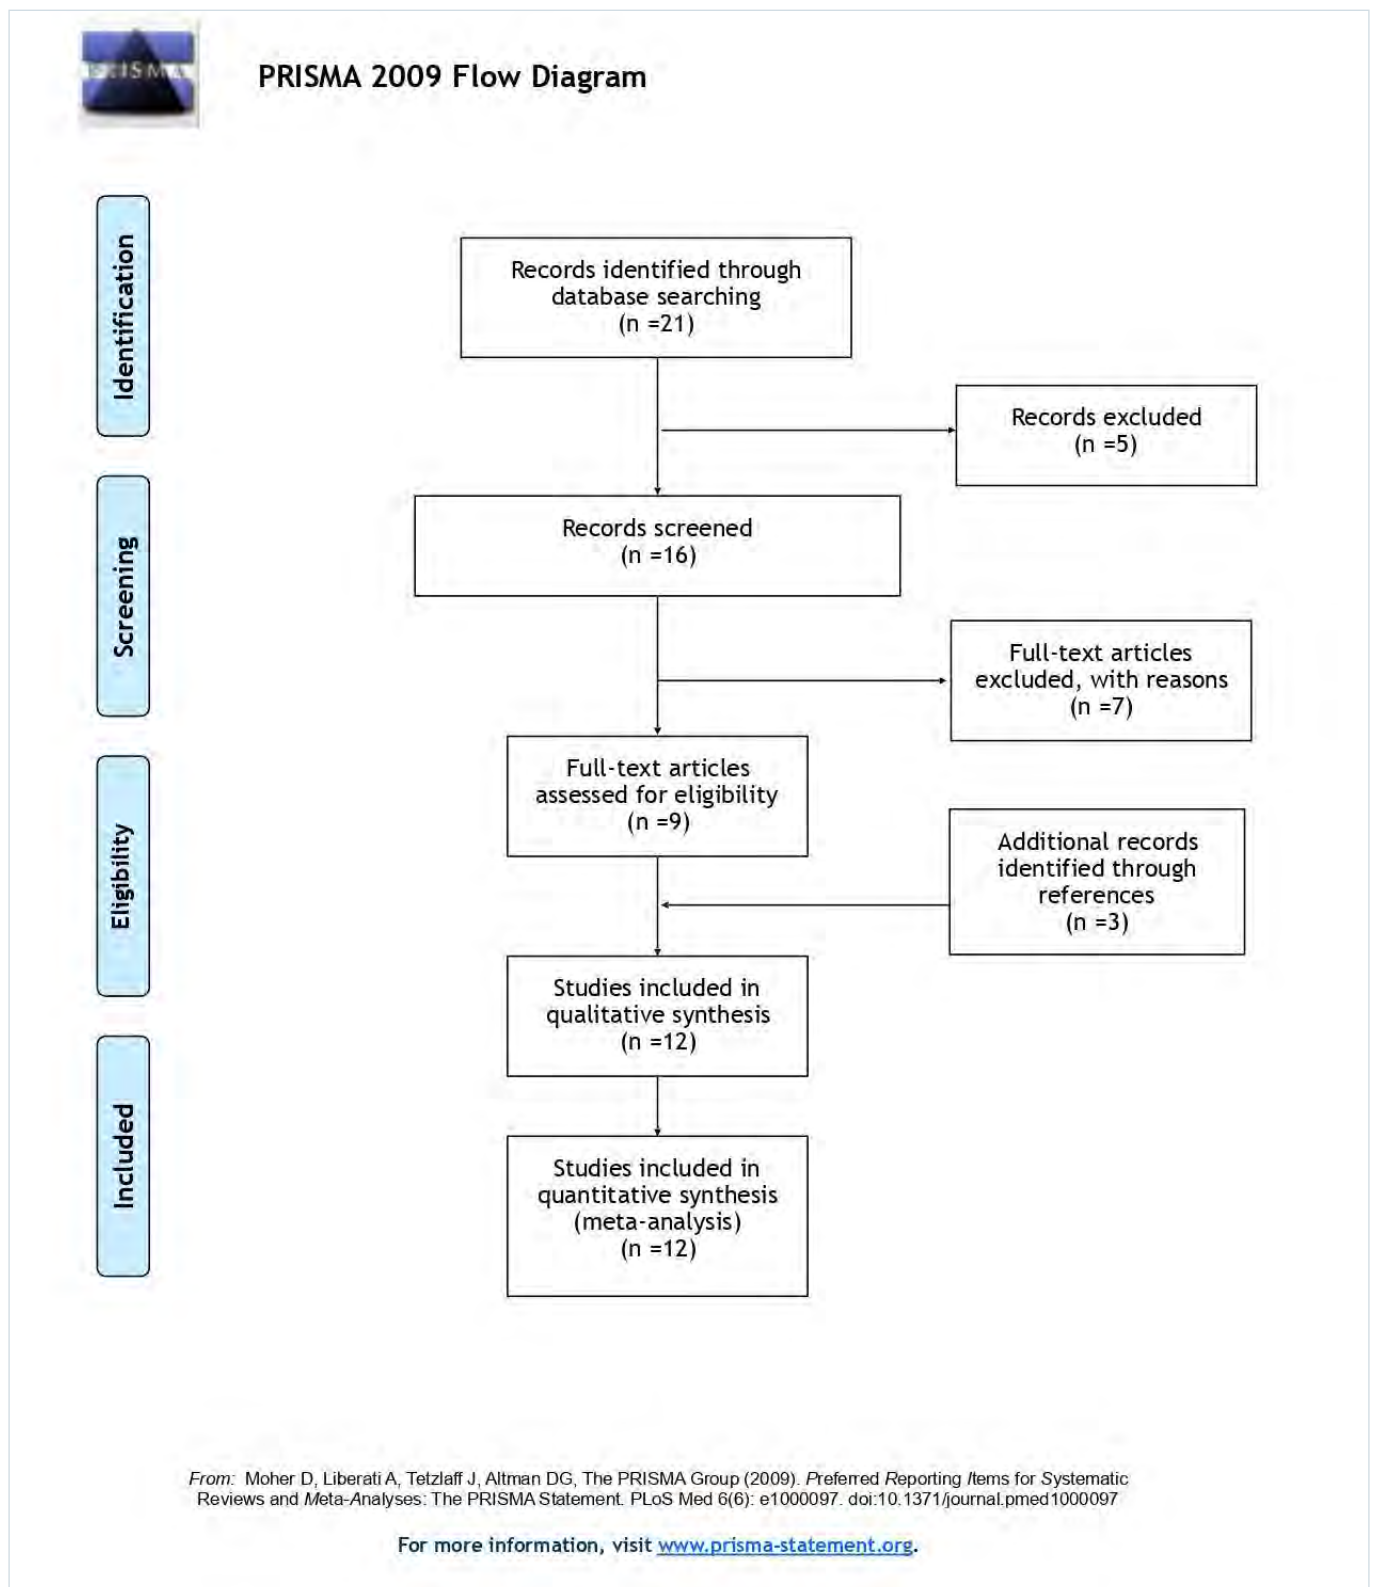 PRISMA
PRISMA 2009 Flow Diagram
Identification
Records identified through
database searching
(n =21)
Records excluded
(n =5)
Screening
Records screened
(n =16)
Full-text articles
excluded, with reasons
(n =7)
Full-text articles
assessed for eligibility
(n =9)
Eligibility
Additional records
identified through
references
(n =3)
Studies included in
qualitative synthesis
(n =12)
Included
Studies included in
quantitative synthesis
(meta-analysis)
(n =12)
From: Moher D, Liberati A, Tetzlaff J, Altman DG, The PRISMA Group (2009). Preferred Reporting Items for Systematic
Reviews and Meta-Analyses: The PRISMA Statement. PLoS Med 6(6): e1000097. doi:10.1371/journal.pmed1000097
For more information, visit www.prisma-statement.org.